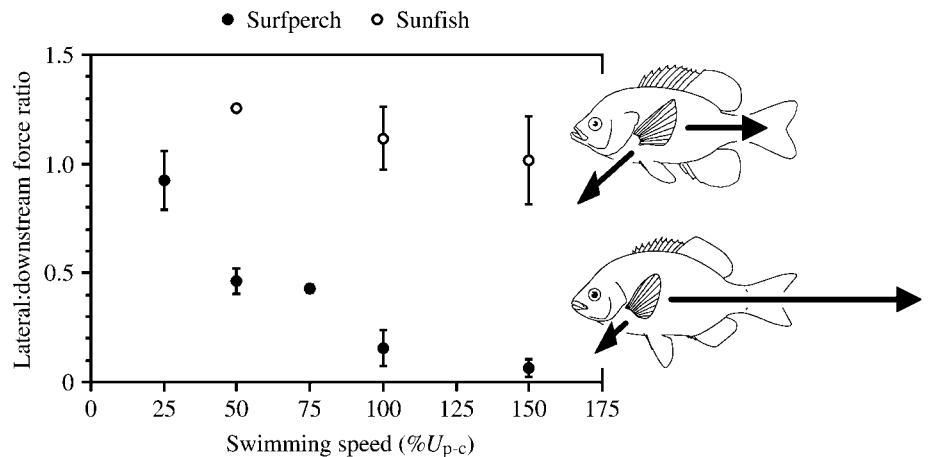 Surfperch Sunfish
1.5
1.0
0.5
0
Lateral:downstream force ratio
0 25 50 75 100 125 150 175
Swimming speed (%Up-c)